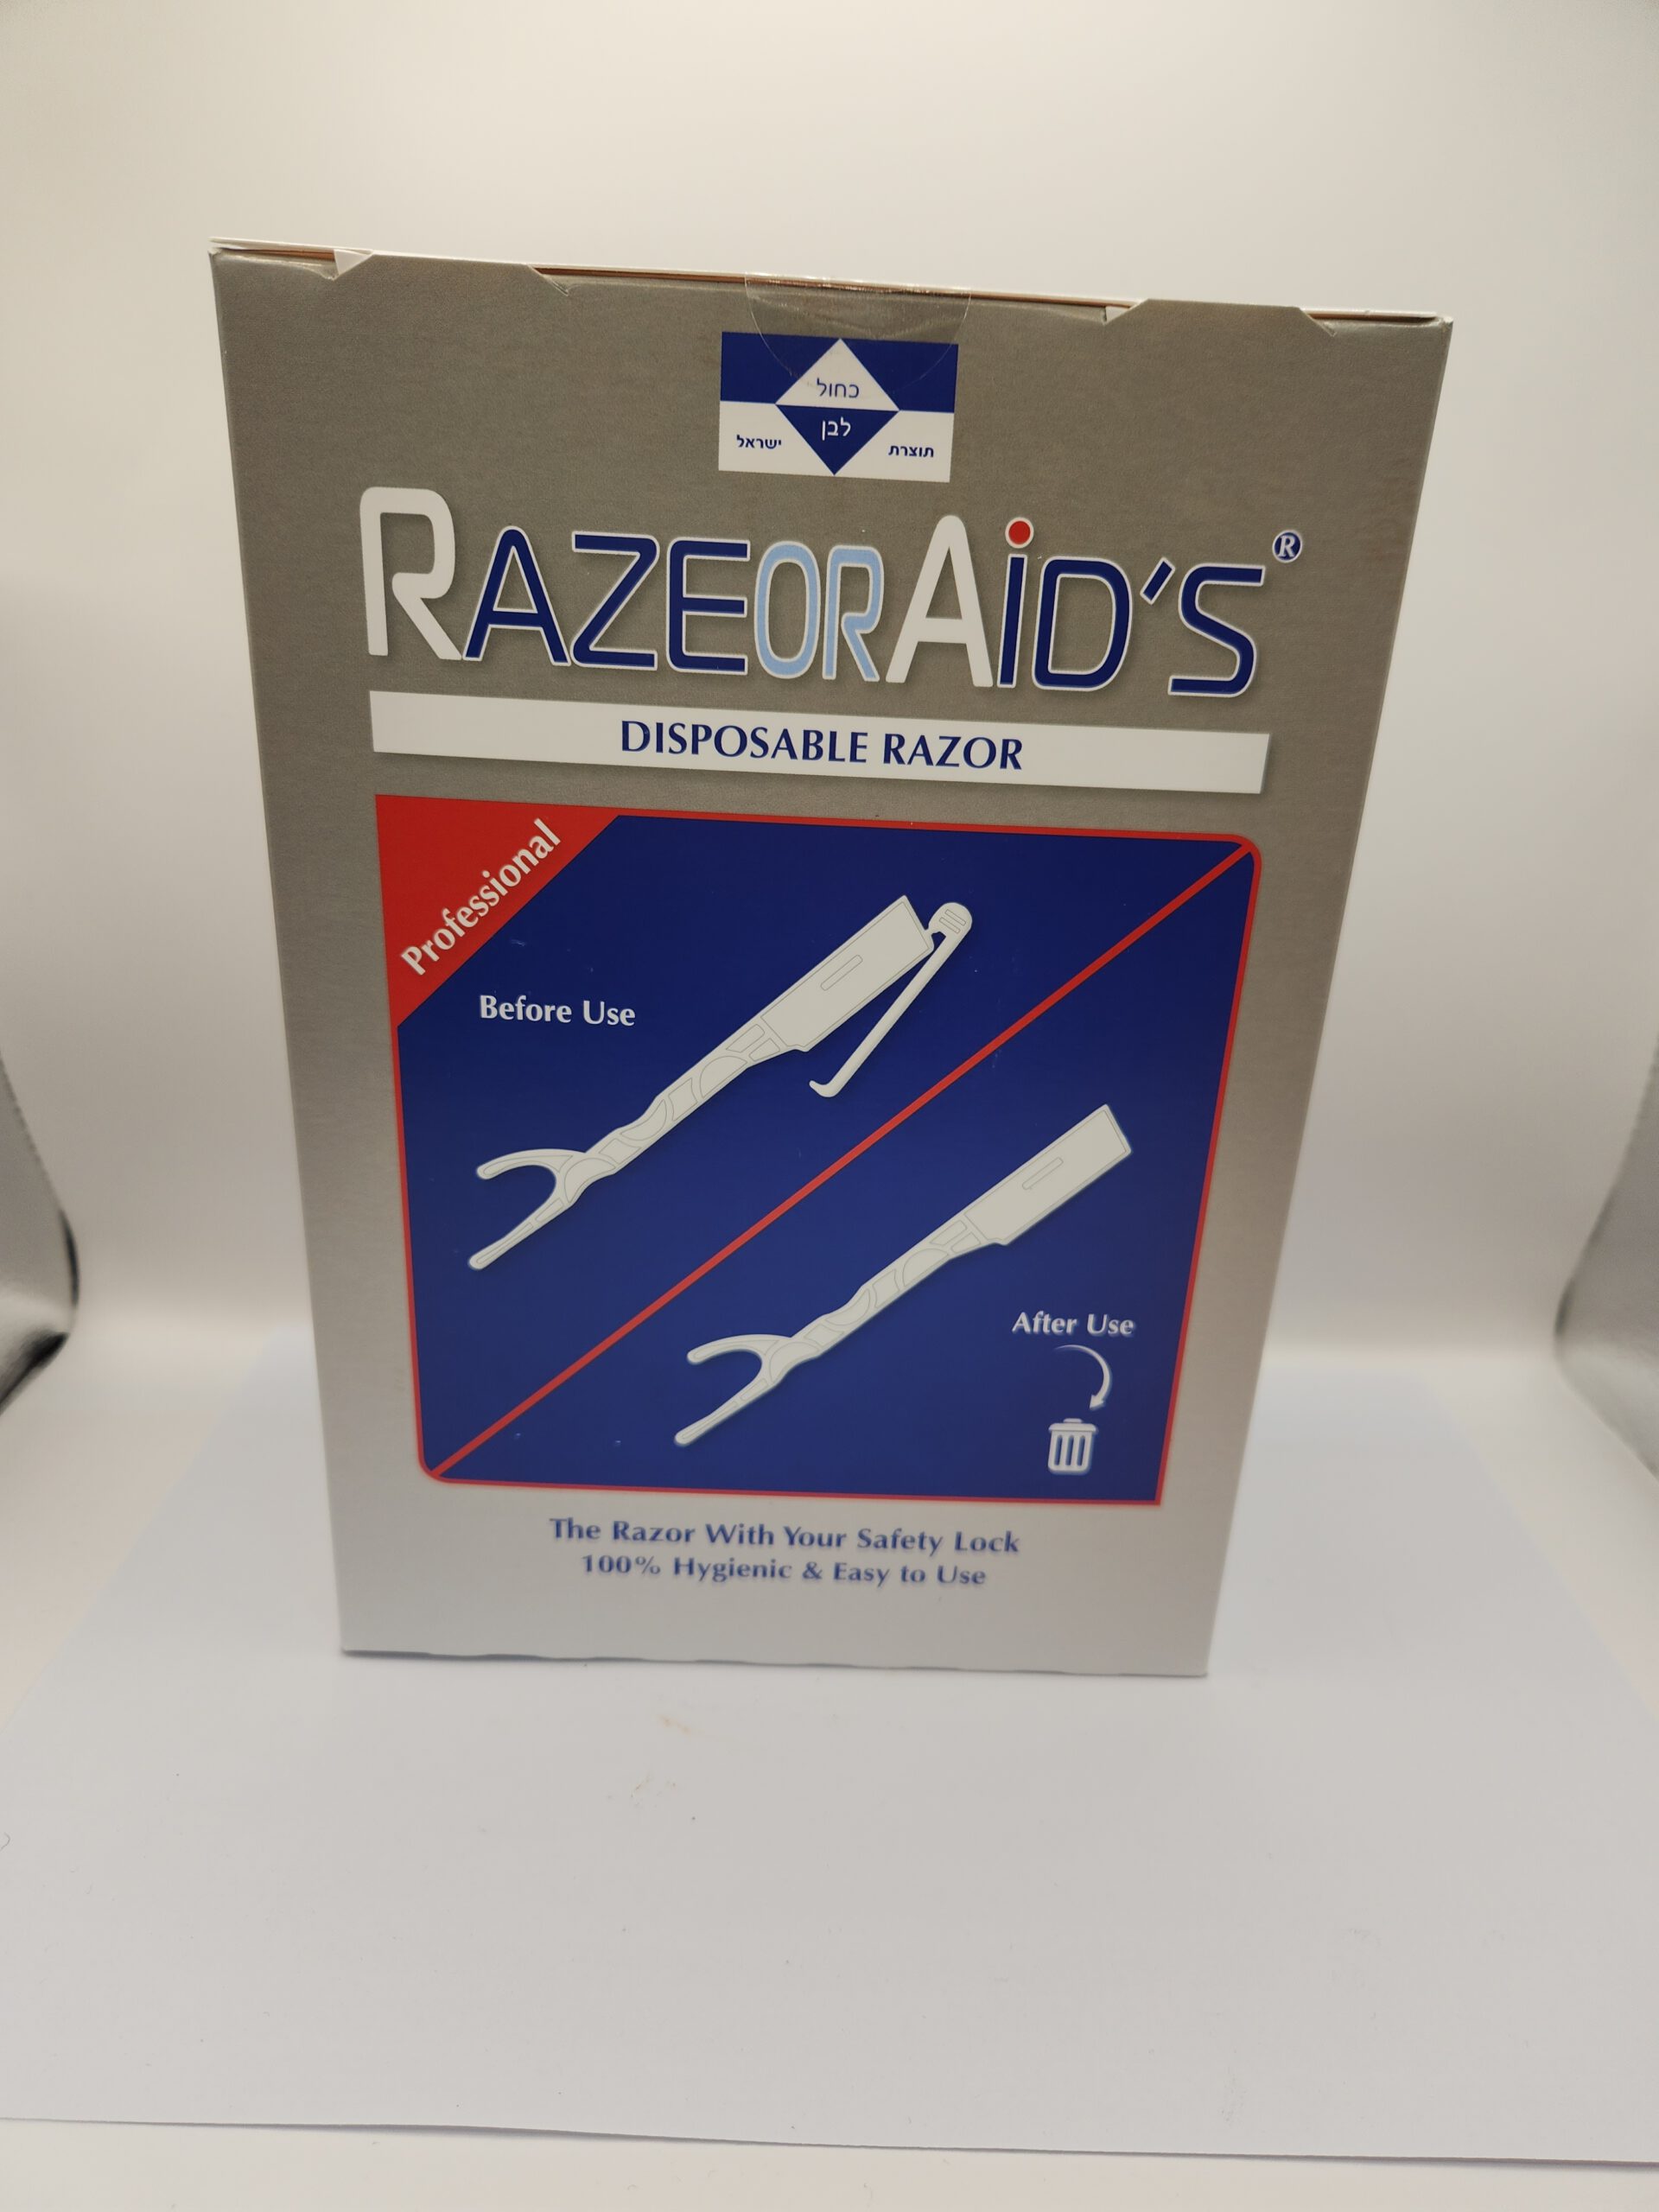 כחול
לבן
תוצרת ישראל
RAZEORAID'S®
DISPOSABLE RAZOR
Professional
Before Use
After Use
The Razor With Your Safety Lock
100% Hygienic & Easy to Use